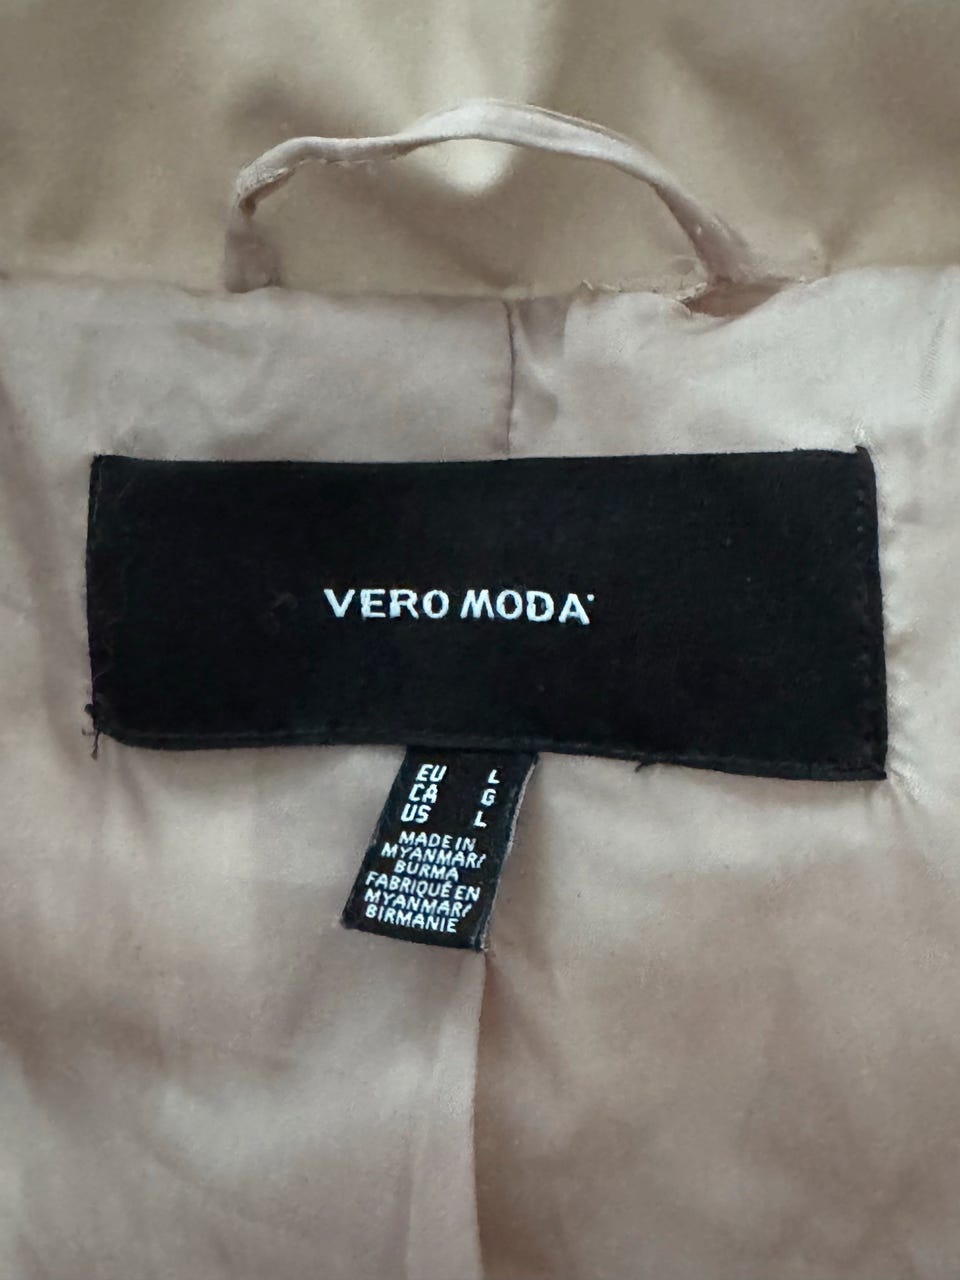 VERO MODA
EU L
CA G
US L
MADE IN
MYANMAR/
BURMA
FABRIQUÉ EN
MYANMAR/
BIRMANIE